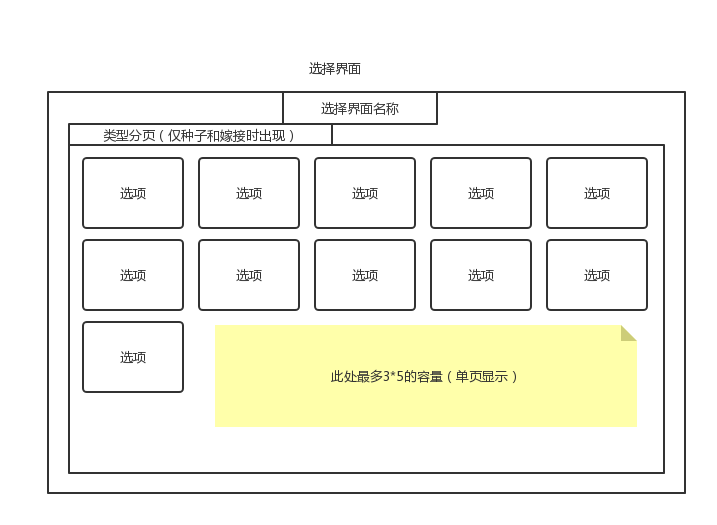 选择界面
选择界面名称
类型分页（仅种子和嫁接时出现）
选项 选项 选项 选项 选项
选项 选项 选项 选项 选项
选项
此处最多3*5的容量（单页显示）